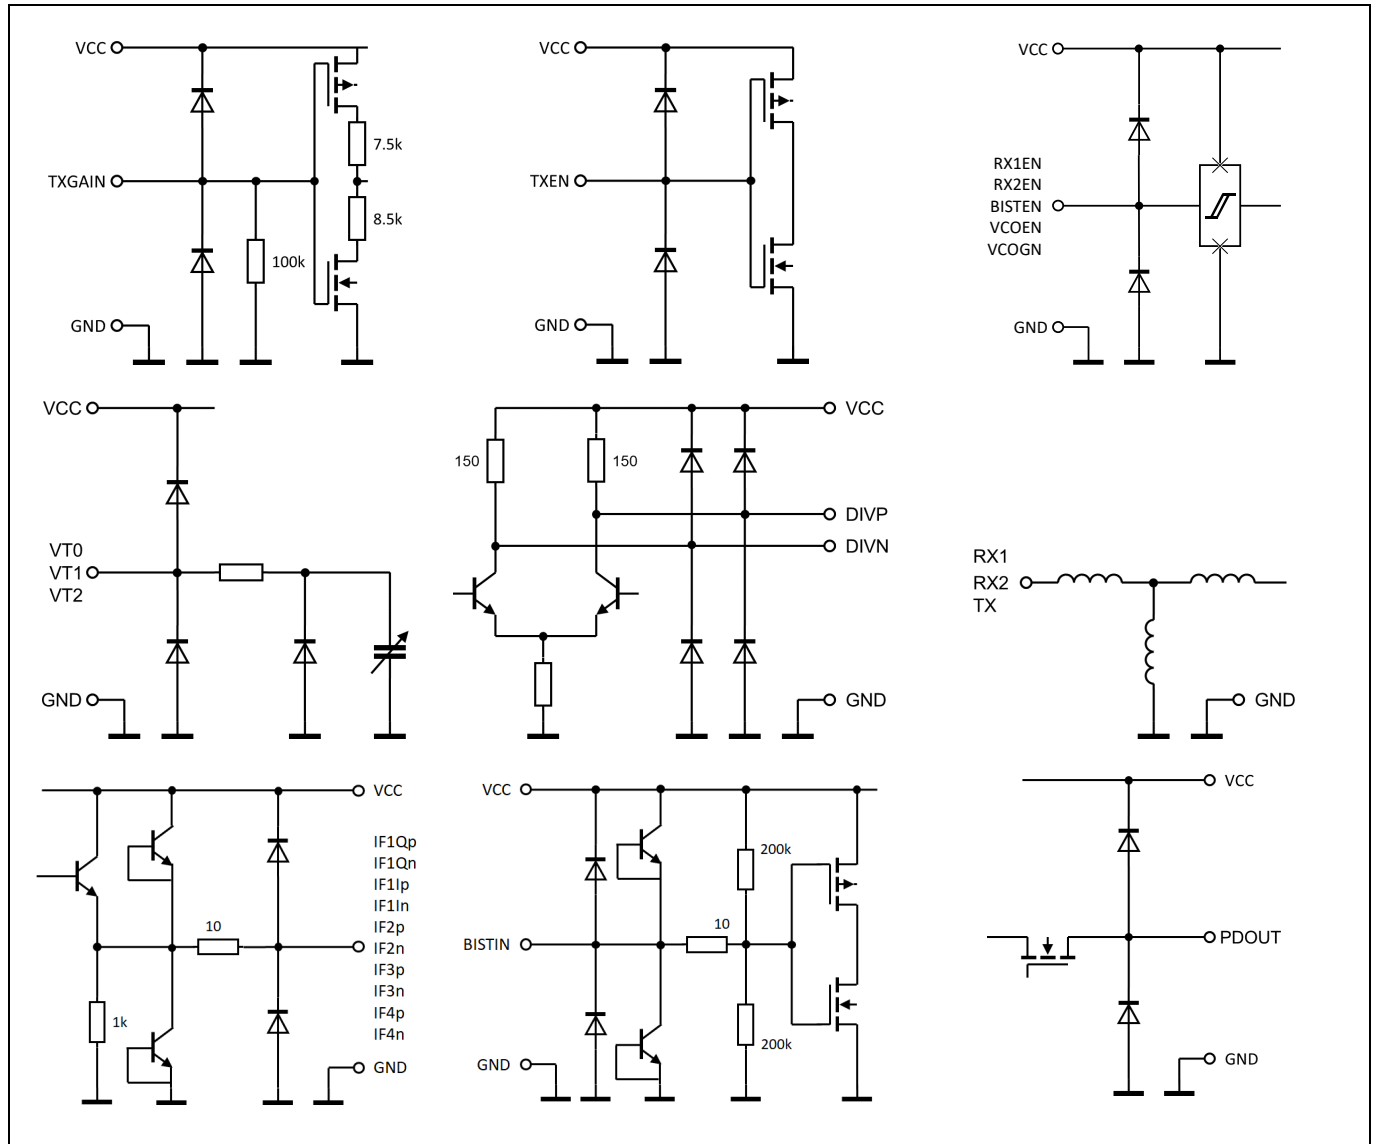 VCC
7.5k
TXGAIN
8.5k
100k
GND
VCC
TXEN
GND
VCC
RX1EN
RX2EN
BISTEN
VCOEN
VCOGN
GND
VCC
VT0
VT1
VT2
GND
VCC
150
150
DIVP
DIVN
GND
RX1
RX2
TX
GND
VCC
IF1Qp
IF1Qn
IF1Ip
IF1In
IF2p
IF2n
IF3p
IF3n
IF4p
IF4n
10
1k
GND
VCC
200k
10
BISTIN
200k
GND
VCC
PDOUT
GND